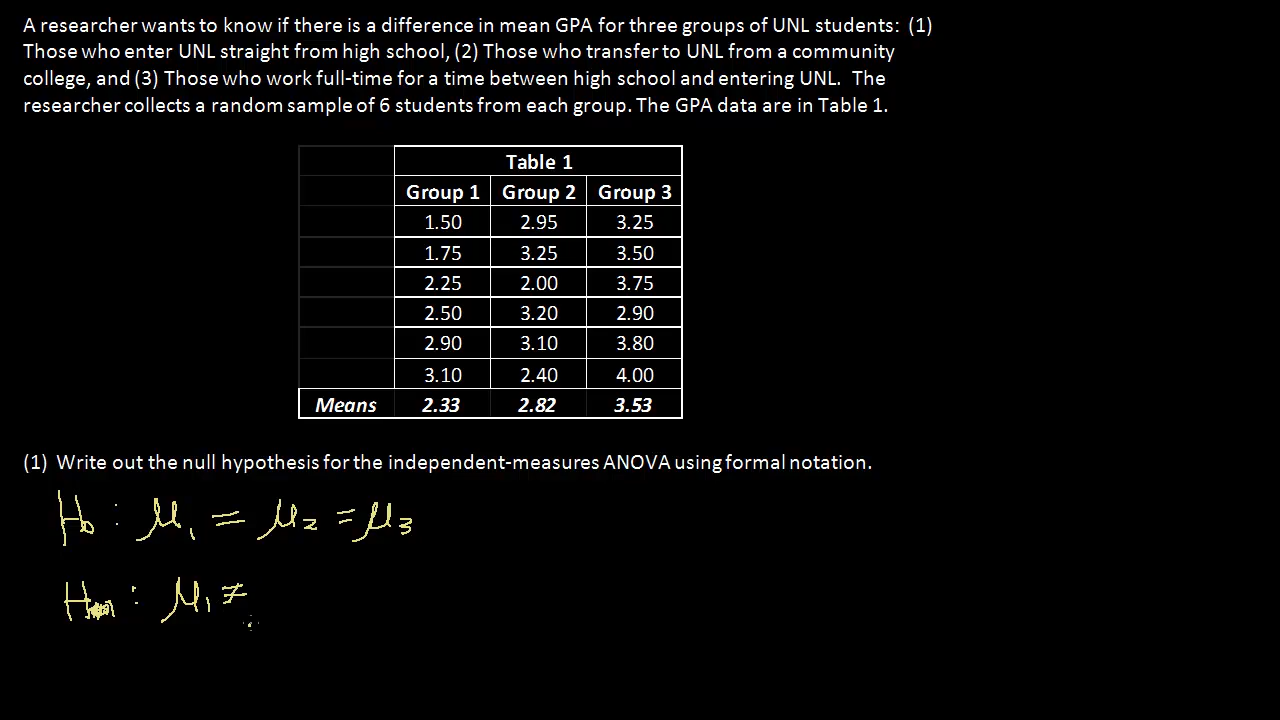 A researcher wants to know if there is a difference in mean GPA for three groups of UNL students: (1)
Those who enter UNL straight from high school, (2) Those who transfer to UNL from a community
college, and (3) Those who work full-time for a time between high school and entering UNL. The
researcher collects a random sample of 6 students from each group. The GPA data are in Table 1.
Table 1
Group 1 Group 2 Group 3
1.50 2.95 3.25
1.75 3.25 3.50
2.25 2.00 3.75
2.50 3.20 2.90
2.90 3.10 3.80
3.10 2.40 4.00
Means 2.33 2.82 3.53
(1) Write out the null hypothesis for the independent-measures ANOVA using formal notation.
H₀ : μ₁ = μ₂ = μ₃
H : μ₁ ≠